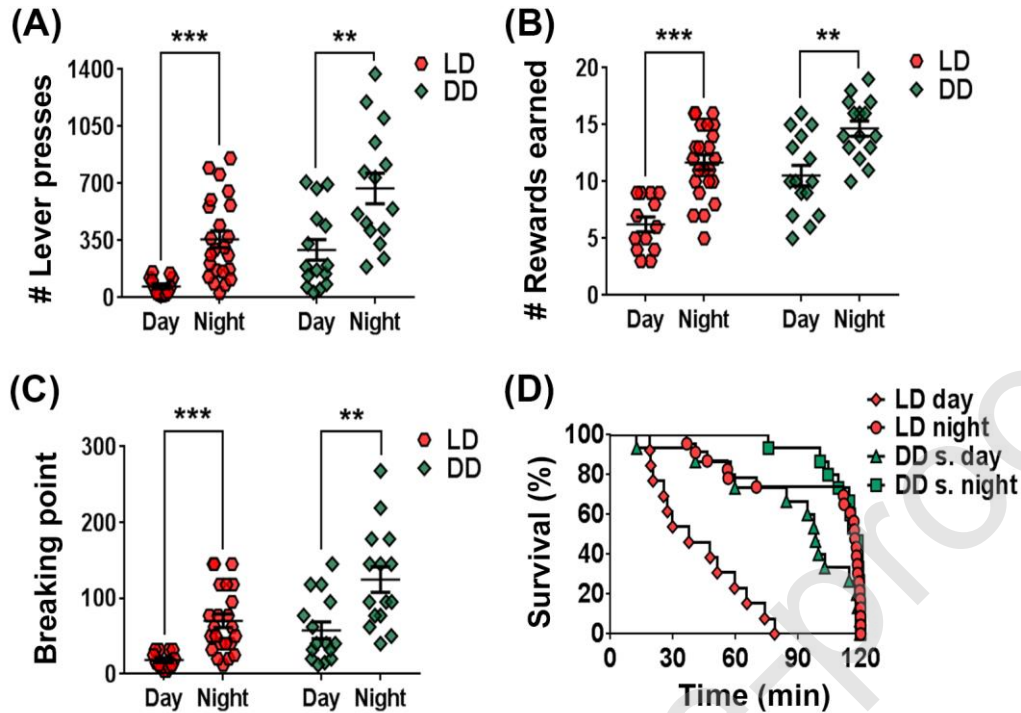 (A)
*** **
LD
DD
# Lever presses
1400
1050
700
350
0
Day Night Day Night
(B)
*** **
LD
DD
# Rewards earned
20
15
10
5
0
Day Night Day Night
(C)
*** **
LD
DD
Breaking point
300
200
100
0
Day Night Day Night
(D)
LD day
LD night
DD s. day
DD s. night
Survival (%)
100
80
60
40
20
0
0 30 60 90 120
Time (min)